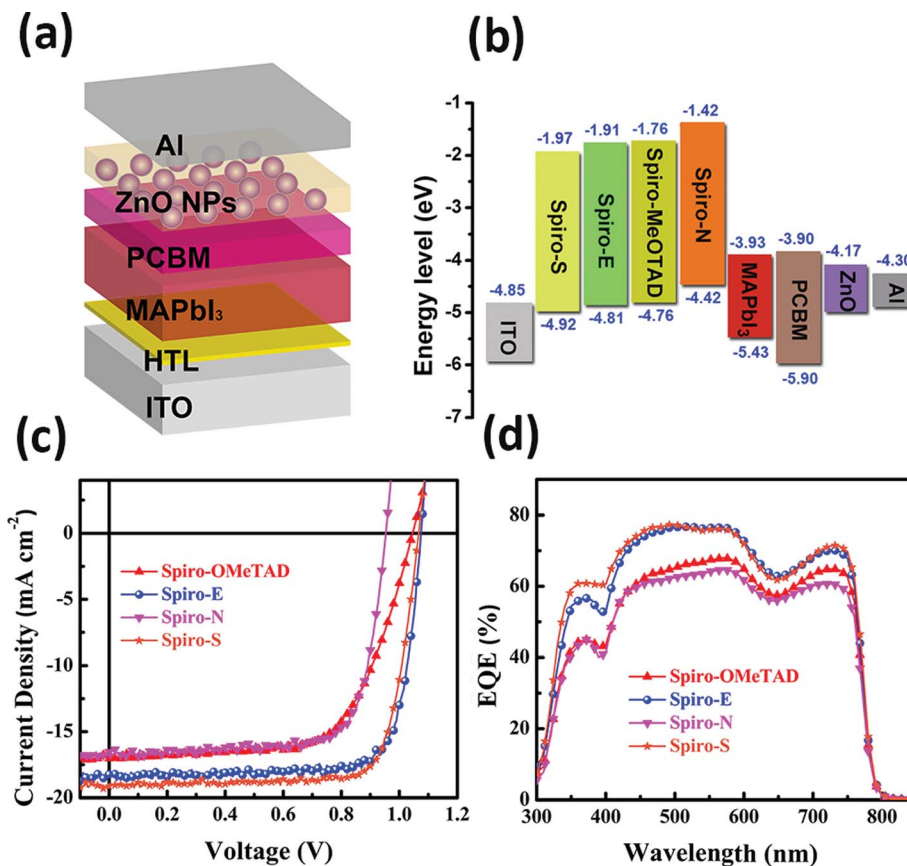 (a)
Al
ZnO NPs
PCBM
MAPbI₃
HTL
ITO
(b)
Energy level (eV)
-1
-2
-3
-4
-5
-6
-7
-4.85
ITO
-1.97
Spiro-S
-4.92
-1.91
Spiro-E
-4.81
-1.76
Spiro-MeOTAD
-4.76
-1.42
Spiro-N
-4.42
-3.93
MAPbI₃
-5.43
-3.90
PCBM
-5.90
-4.17
ZnO
-4.30
Al
(c)
Current Density (mA cm⁻²)
0
-5
-10
-15
-20
Spiro-OMeTAD
Spiro-E
Spiro-N
Spiro-S
0.0 0.2 0.4 0.6 0.8 1.0 1.2
Voltage (V)
(d)
EQE (%)
80
60
40
20
0
Spiro-OMeTAD
Spiro-E
Spiro-N
Spiro-S
300 400 500 600 700 800
Wavelength (nm)